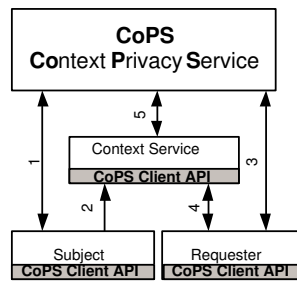 CoPS
Context Privacy Service
5
Context Service
CoPS Client API
1
2
4
3
Subject
CoPS Client API
Requester
CoPS Client API